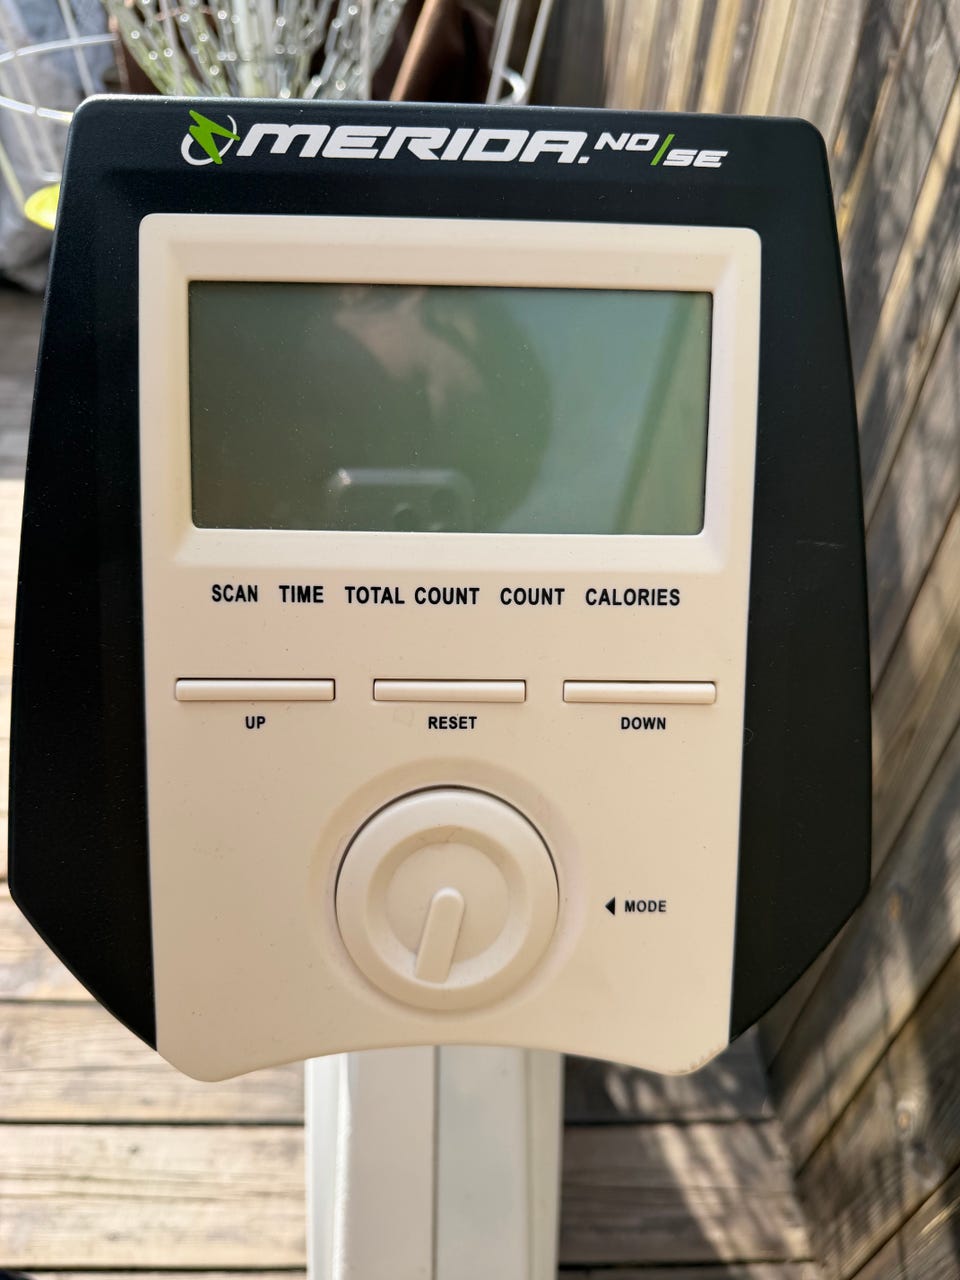 MERIDA.NO/SE
SCAN TIME TOTAL COUNT COUNT CALORIES
UP RESET DOWN
MODE